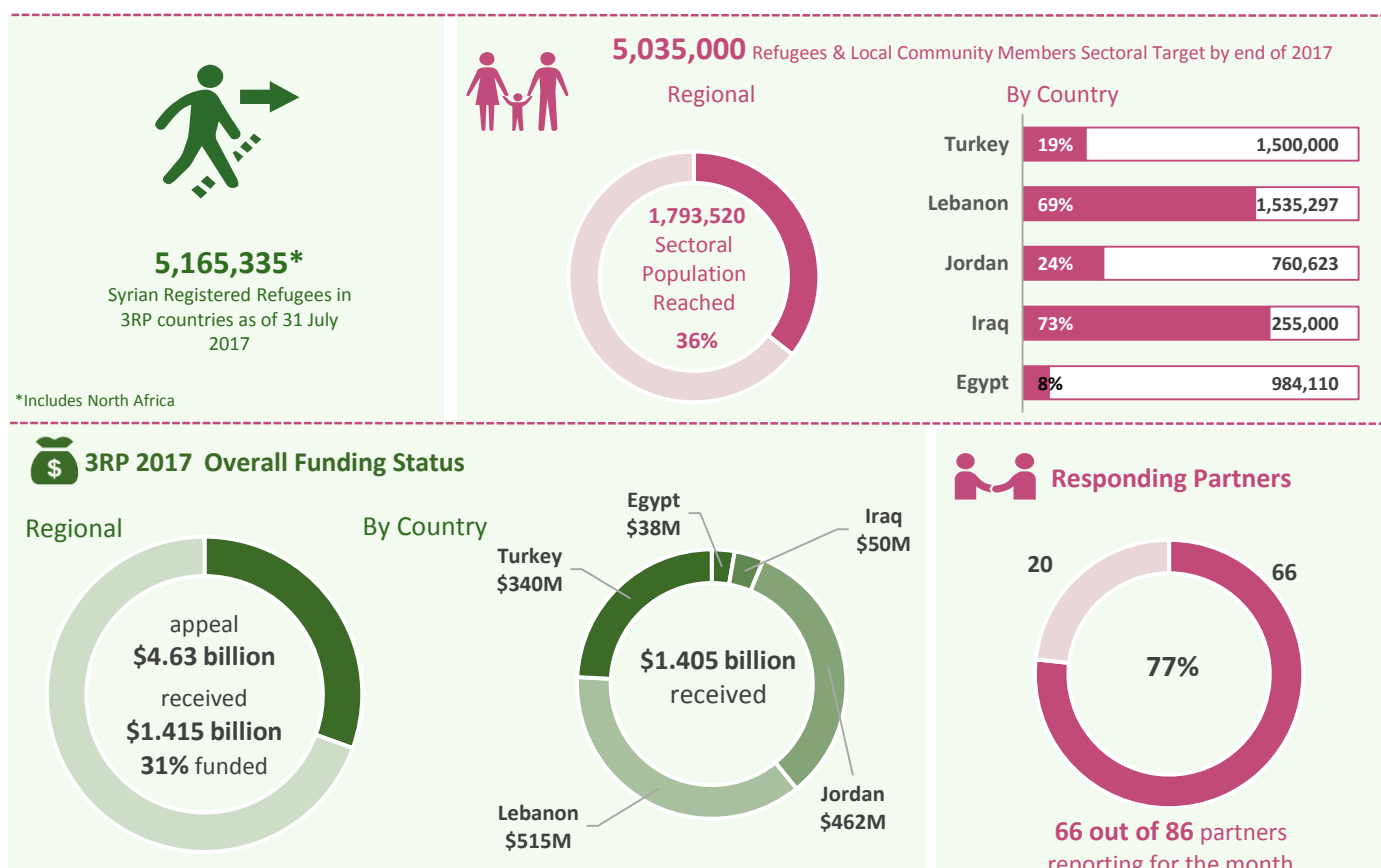 5,165,335*
Syrian Registered Refugees in
3RP countries as of 31 July
2017
*Includes North Africa
5,035,000 Refugees & Local Community Members Sectoral Target by end of 2017
Regional
1,793,520
Sectoral
Population
Reached
36%
By Country
Turkey 19% 1,500,000
Lebanon 69% 1,535,297
Jordan 24% 760,623
Iraq 73% 255,000
Egypt 8% 984,110
$ 3RP 2017 Overall Funding Status
Regional
appeal
$4.63 billion
received
$1.415 billion
31% funded
By Country
Egypt
$38M
Iraq
$50M
Turkey
$340M
$1.405 billion
received
Lebanon
$515M
Jordan
$462M
Responding Partners
20
66
77%
66 out of 86 partners
reporting for the month